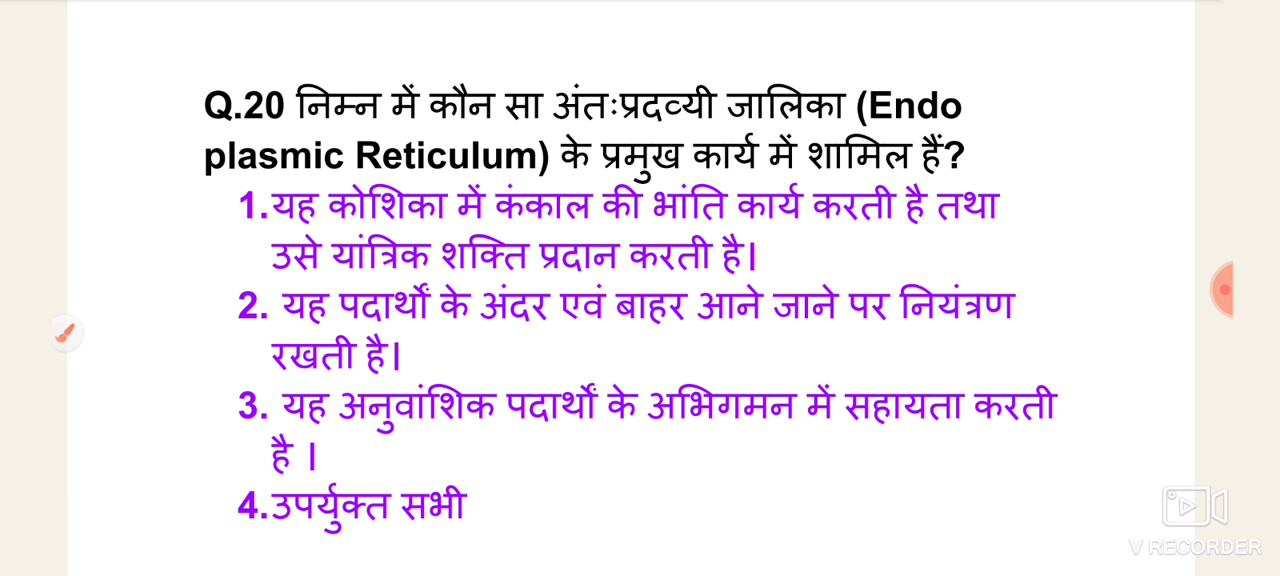 Q.20 निम्न में कौन सा अंतःप्रदव्यी जालिका (Endo
plasmic Reticulum) के प्रमुख कार्य में शामिल हैं?
1.यह कोशिका में कंकाल की भांति कार्य करती है तथा
उसे यांत्रिक शक्ति प्रदान करती है।
2. यह पदार्थों के अंदर एवं बाहर आने जाने पर नियंत्रण
रखती है।
3. यह अनुवांशिक पदार्थों के अभिगमन में सहायता करती
है ।
4.उपर्युक्त सभी
V RECORDER